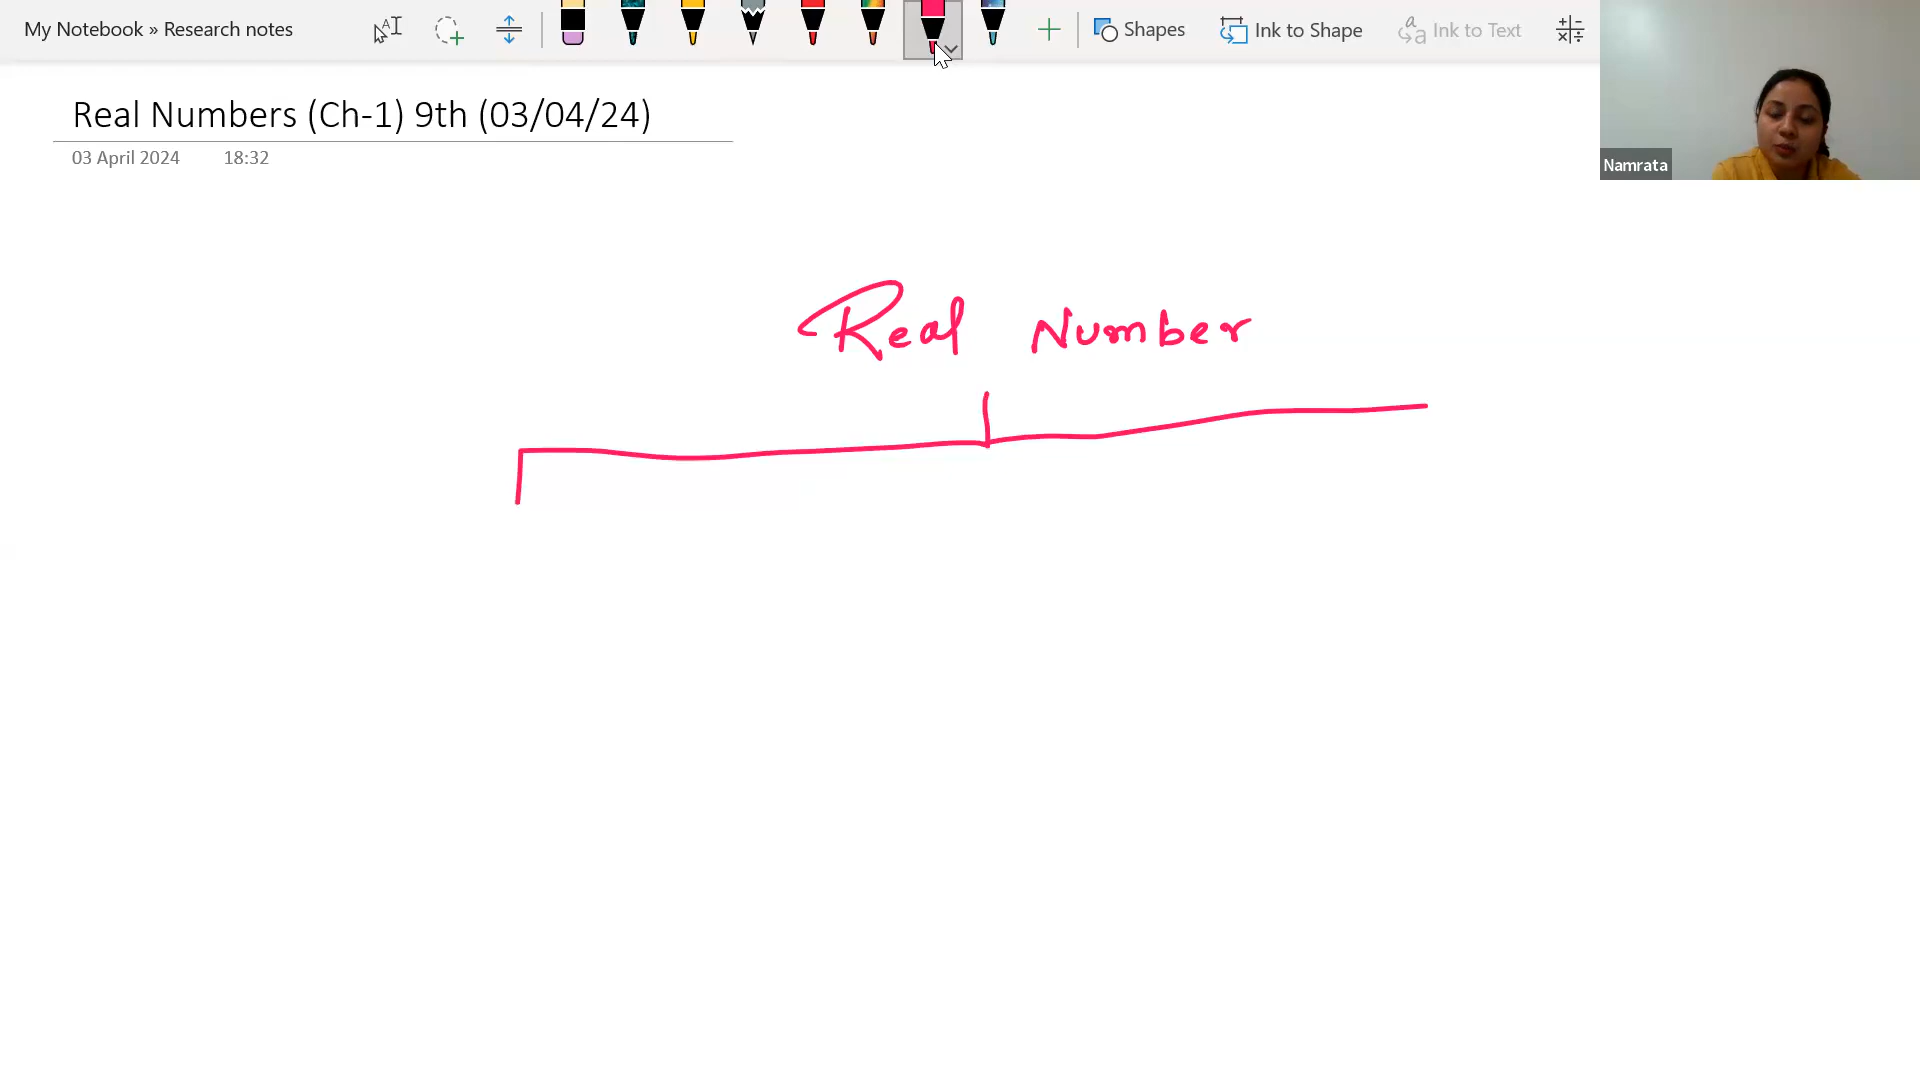 My Notebook » Research notes
Shapes
Ink to Shape
Ink to Text
Real Numbers (Ch-1) 9th (03/04/24)
03 April 2024 18:32
Namrata
Real Number